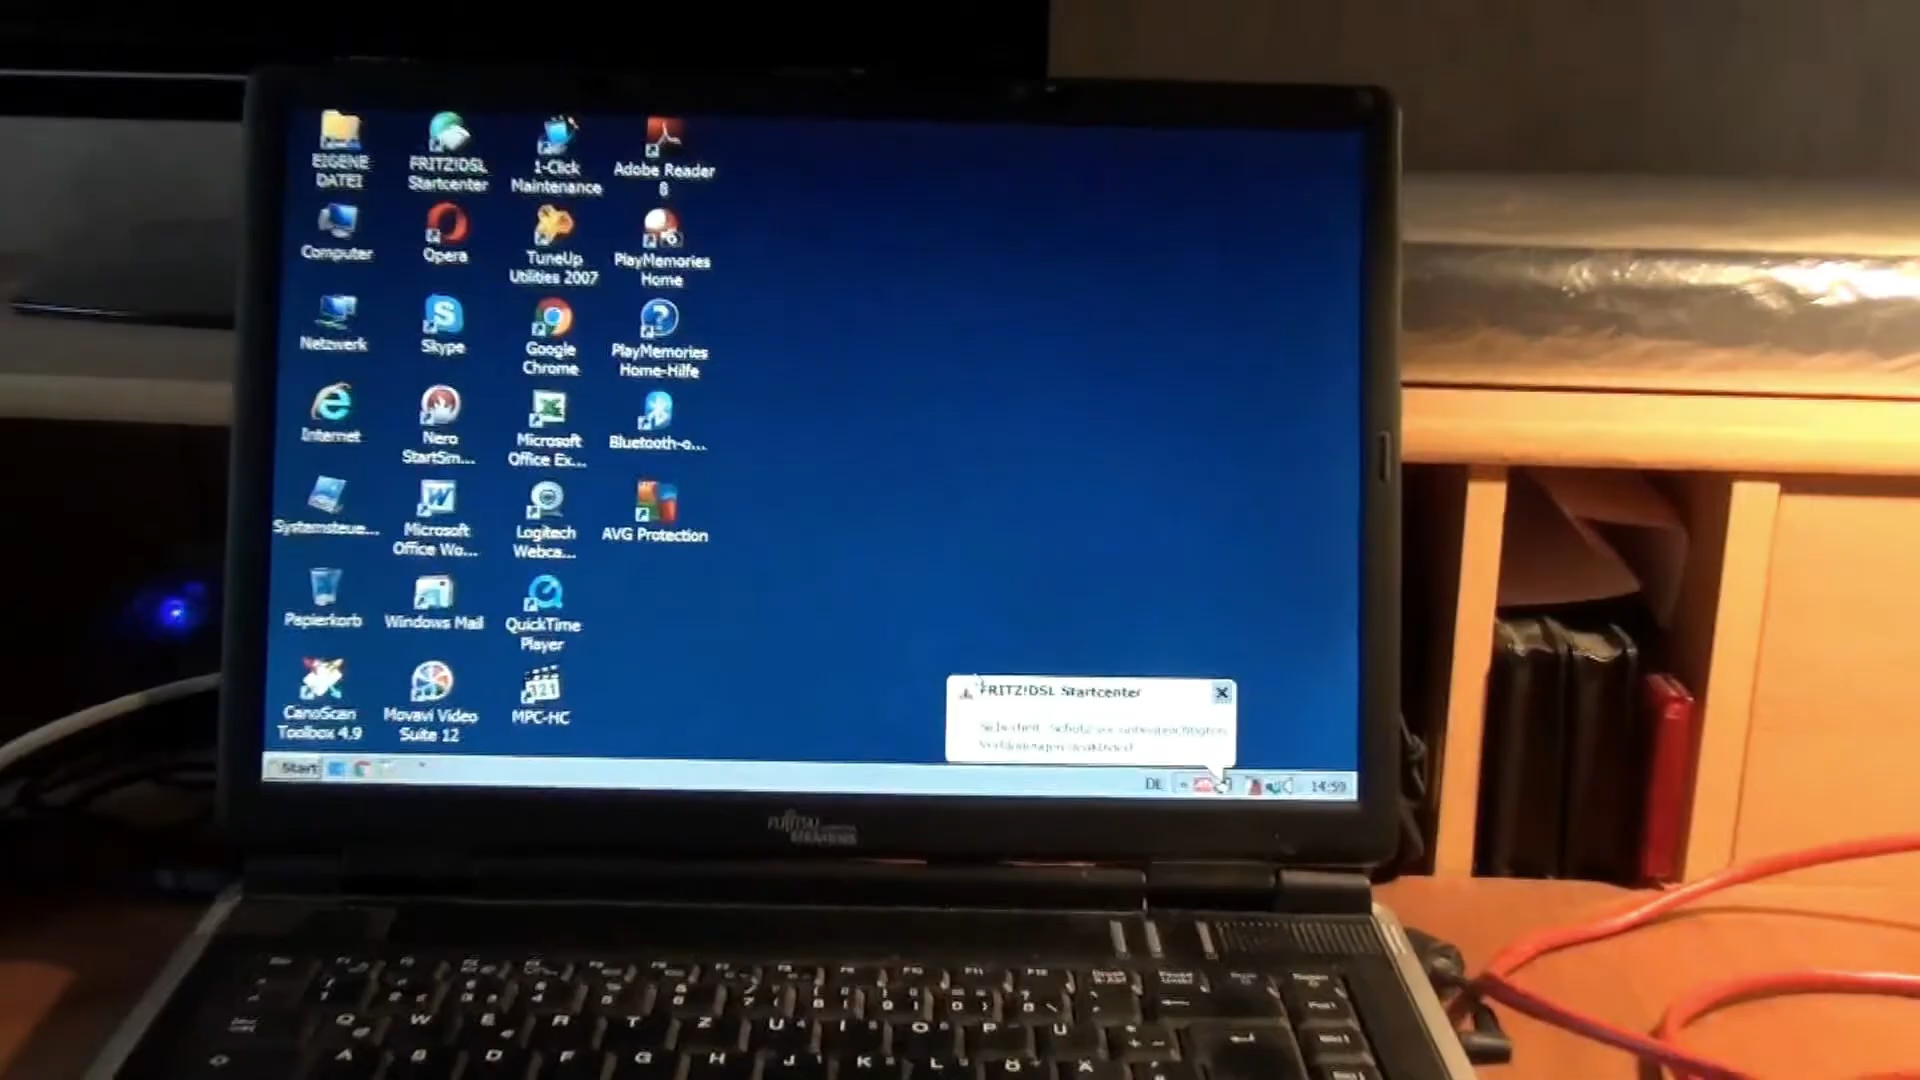 EIGENE
DATEI
FRITZ!DSL
Startcenter
1-Click
Maintenance
Adobe Reader
8
Computer
Opera
TuneUp
Utilities 2007
PlayMemories
Home
Netzwerk
Skype
Google
Chrome
PlayMemories
Home-Hilfe
Internet
Nero
StartSm...
Microsoft
Office Ex...
Bluetooth-o...
Systemsteue...
Microsoft
Office Wo...
Logitech
Webca...
AVG Protection
Papierkorb
Windows Mail
QuickTime
Player
CanoScan
Toolbox 4.9
Movavi Video
Suite 12
321
MPC-HC
FRITZ!DSL Startcenter
Start
DE
14:59
FUJITSU
SIEMENS
Q W E R T Z U I O P Ü
A S D F G H J K L Ö Ä